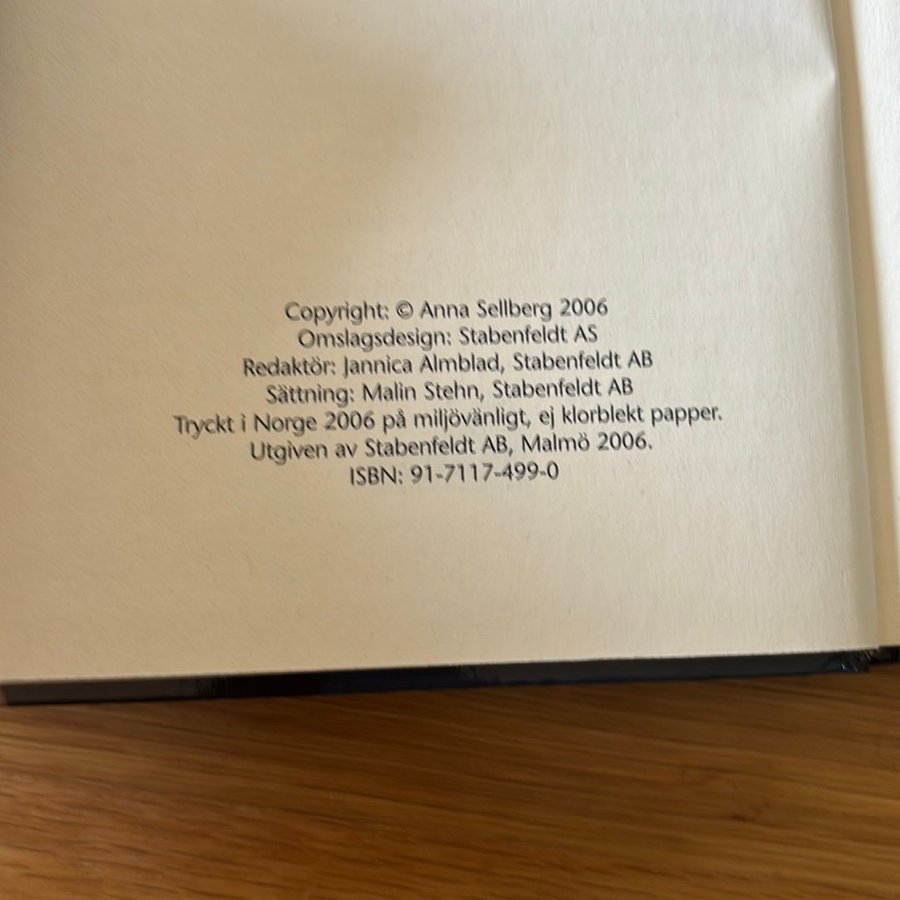 Copyright: © Anna Sellberg 2006
Omslagsdesign: Stabenfeldt AS
Redaktör: Jannica Almblad, Stabenfeldt AB
Sättning: Malin Stehn, Stabenfeldt AB
Tryckt i Norge 2006 på miljövänligt, ej klorblekt papper.
Utgiven av Stabenfeldt AB, Malmö 2006.
ISBN: 91-7117-499-0